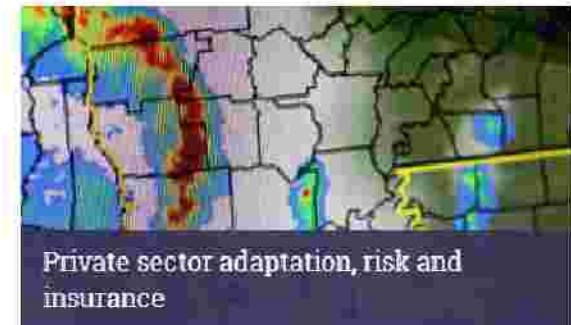 Private sector adaptation, risk and
insurance